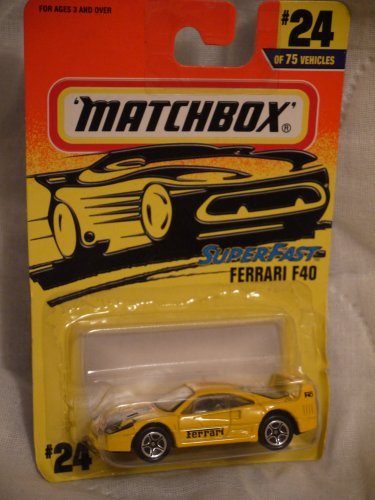 FOR AGES 3 AND OVER
#24
OF 75 VEHICLES
'MATCHBOX'®
SUPERFAST
FERRARI F40
Ferrari
#24